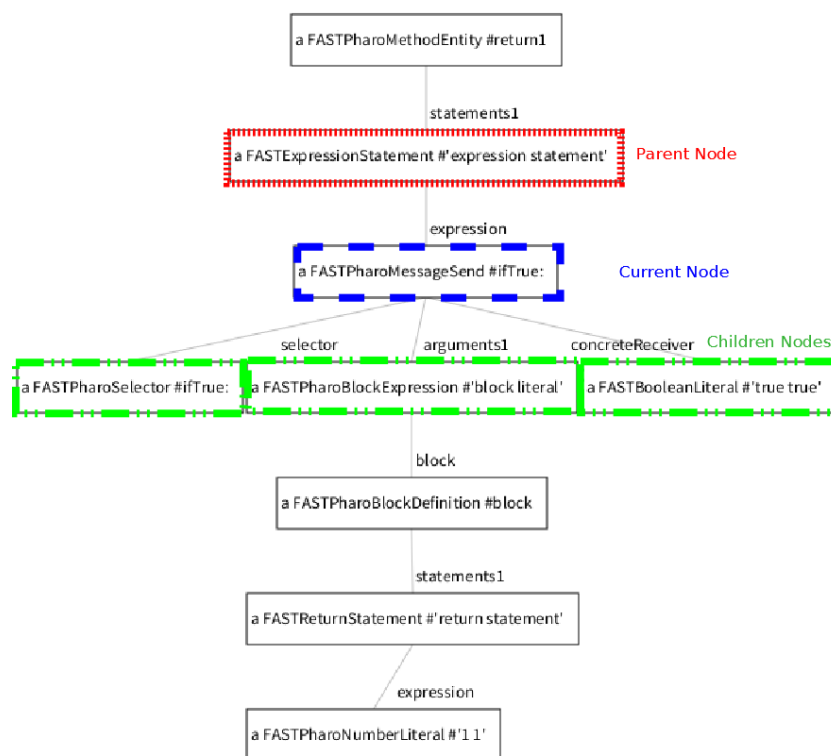 a FASTPharoMethodEntity #return1
statements1
a FASTExpressionStatement #'expression statement'
Parent Node
expression
a FASTPharoMessageSend #ifTrue:
Current Node
selector
arguments1
concreteReceiver
Children Nodes
a FASTPharoSelector #ifTrue:
a FASTPharoBlockExpression #'block literal'
a FASTBooleanLiteral #'true true'
block
a FASTPharoBlockDefinition #block
statements1
a FASTReturnStatement #'return statement'
expression
a FASTPharoNumberLiteral #'1 1'